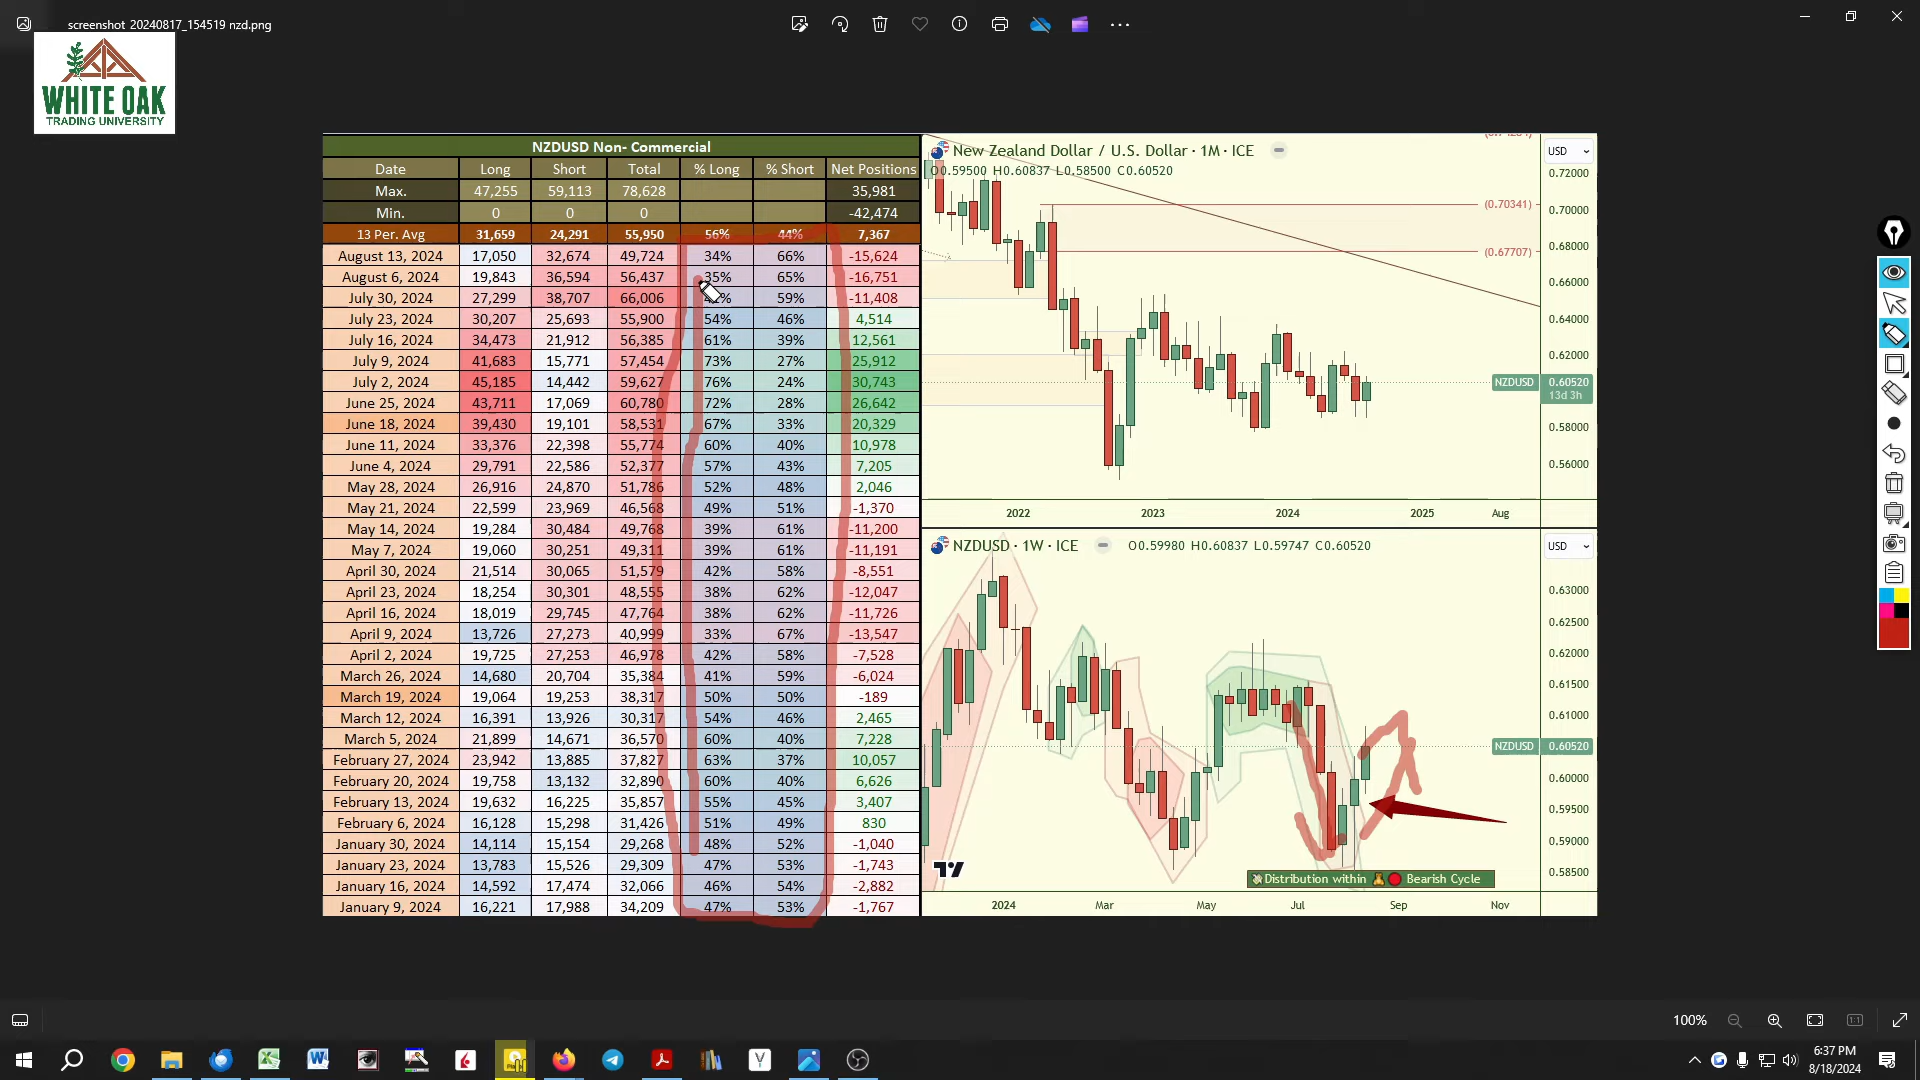 screenshot 20240817_154519 nzd.png
WHITE OAK
TRADING UNIVERSITY
NZDUSD Non- Commercial
Date Long Short Total % Long % Short Net Positions
Max. 47,255 59,113 78,628 35,981
Min. 0 0 0 -42,474
13 Per. Avg 31,659 24,291 55,950 56% 44% 7,367
August 13, 2024 17,050 32,674 49,724 34% 66% -15,624
August 6, 2024 19,843 36,594 56,437 35% 65% -16,751
July 30, 2024 27,299 38,707 66,006 59% -11,408
July 23, 2024 30,207 25,693 55,900 54% 46% 4,514
July 16, 2024 34,473 21,912 56,385 61% 39% 12,561
July 9, 2024 41,683 15,771 57,454 73% 27% 25,912
July 2, 2024 45,185 14,442 59,627 76% 24% 30,743
June 25, 2024 43,711 17,069 60,780 72% 28% 26,642
June 18, 2024 39,430 19,101 58,531 67% 33% 20,329
June 11, 2024 33,376 22,398 55,774 60% 40% 10,978
June 4, 2024 29,791 22,586 52,377 57% 43% 7,205
May 28, 2024 26,916 24,870 51,786 52% 48% 2,046
May 21, 2024 22,599 23,969 46,568 49% 51% -1,370
May 14, 2024 19,284 30,484 49,768 39% 61% -11,200
May 7, 2024 19,060 30,251 49,311 39% 61% -11,191
April 30, 2024 21,514 30,065 51,579 42% 58% -8,551
April 23, 2024 18,254 30,301 48,555 38% 62% -12,047
April 16, 2024 18,019 29,745 47,764 38% 62% -11,726
April 9, 2024 13,726 27,273 40,999 33% 67% -13,547
April 2, 2024 19,725 27,253 46,978 42% 58% -7,528
March 26, 2024 14,680 20,704 35,384 41% 59% -6,024
March 19, 2024 19,064 19,253 38,317 50% 50% -189
March 12, 2024 16,391 13,926 30,317 54% 46% 2,465
March 5, 2024 21,899 14,671 36,570 60% 40% 7,228
February 27, 2024 23,942 13,885 37,827 63% 37% 10,057
February 20, 2024 19,758 13,132 32,890 60% 40% 6,626
February 13, 2024 19,632 16,225 35,857 55% 45% 3,407
February 6, 2024 16,128 15,298 31,426 51% 49% 830
January 30, 2024 14,114 15,154 29,268 48% 52% -1,040
January 23, 2024 13,783 15,526 29,309 47% 53% -1,743
January 16, 2024 14,592 17,474 32,066 46% 54% -2,882
January 9, 2024 16,221 17,988 34,209 47% 53% -1,767
New Zealand Dollar / U.S. Dollar · 1M · ICE
O0.59500 H0.60837 L0.58500 C0.60520
USD
0.72000
(0.70341)
0.70000
0.68000
(0.67707)
0.66000
0.64000
0.62000
NZDUSD 0.60520
13d 3h
0.58000
0.56000
2022 2023 2024 2025 Aug
NZDUSD · 1W · ICE O0.59980 H0.60837 L0.59747 C0.60520
USD
0.63000
0.62500
0.62000
0.61500
0.61000
NZDUSD 0.60520
0.60000
0.59500
0.59000
0.58500
Distribution within Bearish Cycle
2024 Mar May Jul Sep Nov
100%
1:1
6:37 PM
8/18/2024